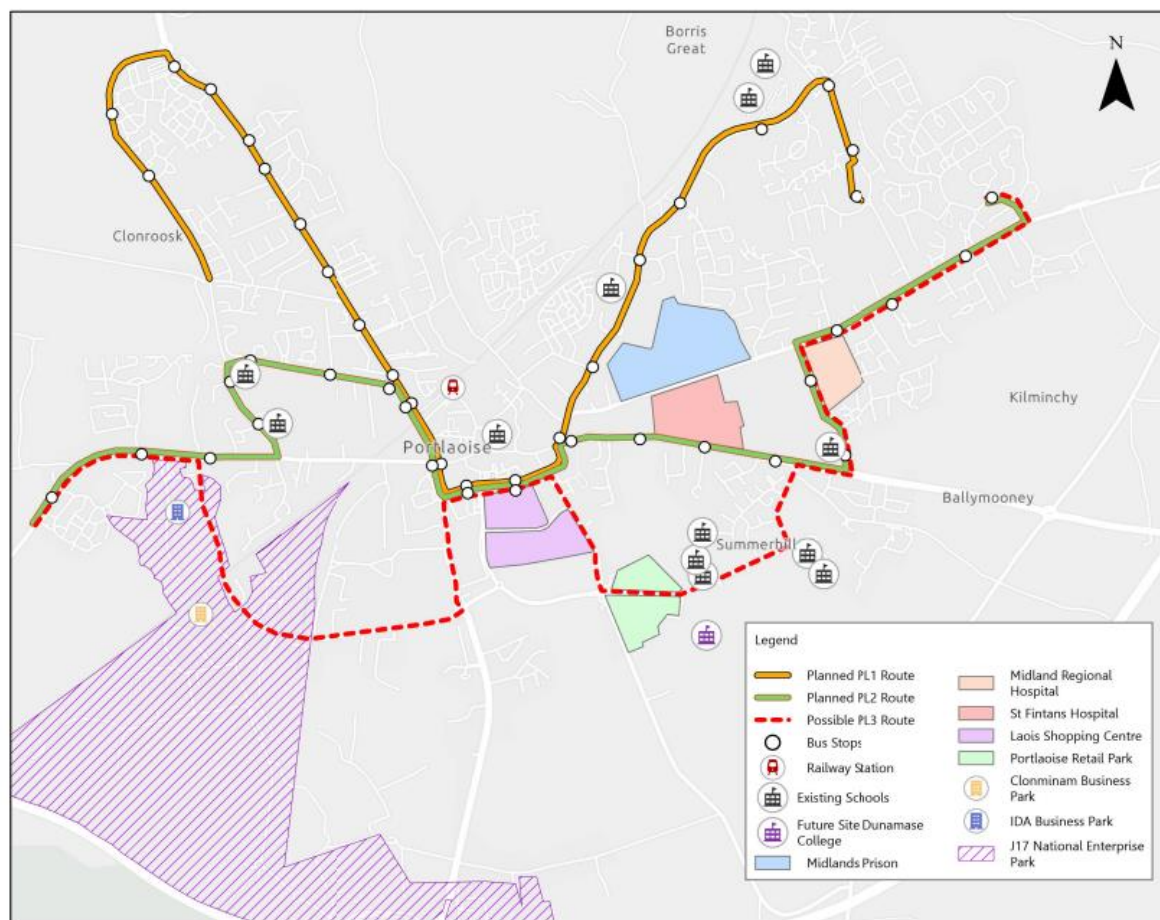 Borris
Great
N
Clonroosk
Kilminchy
Portlaoise
Ballymooney
Summerhill
Legend
Planned PL1 Route
Planned PL2 Route
Possible PL3 Route
Bus Stops
Railway Station
Existing Schools
Future Site Dunamase
College
Midlands Prison
Midland Regional
Hospital
St Fintans Hospital
Laois Shopping Centre
Portlaoise Retail Park
Clonminam Business
Park
IDA Business Park
J17 National Enterprise
Park